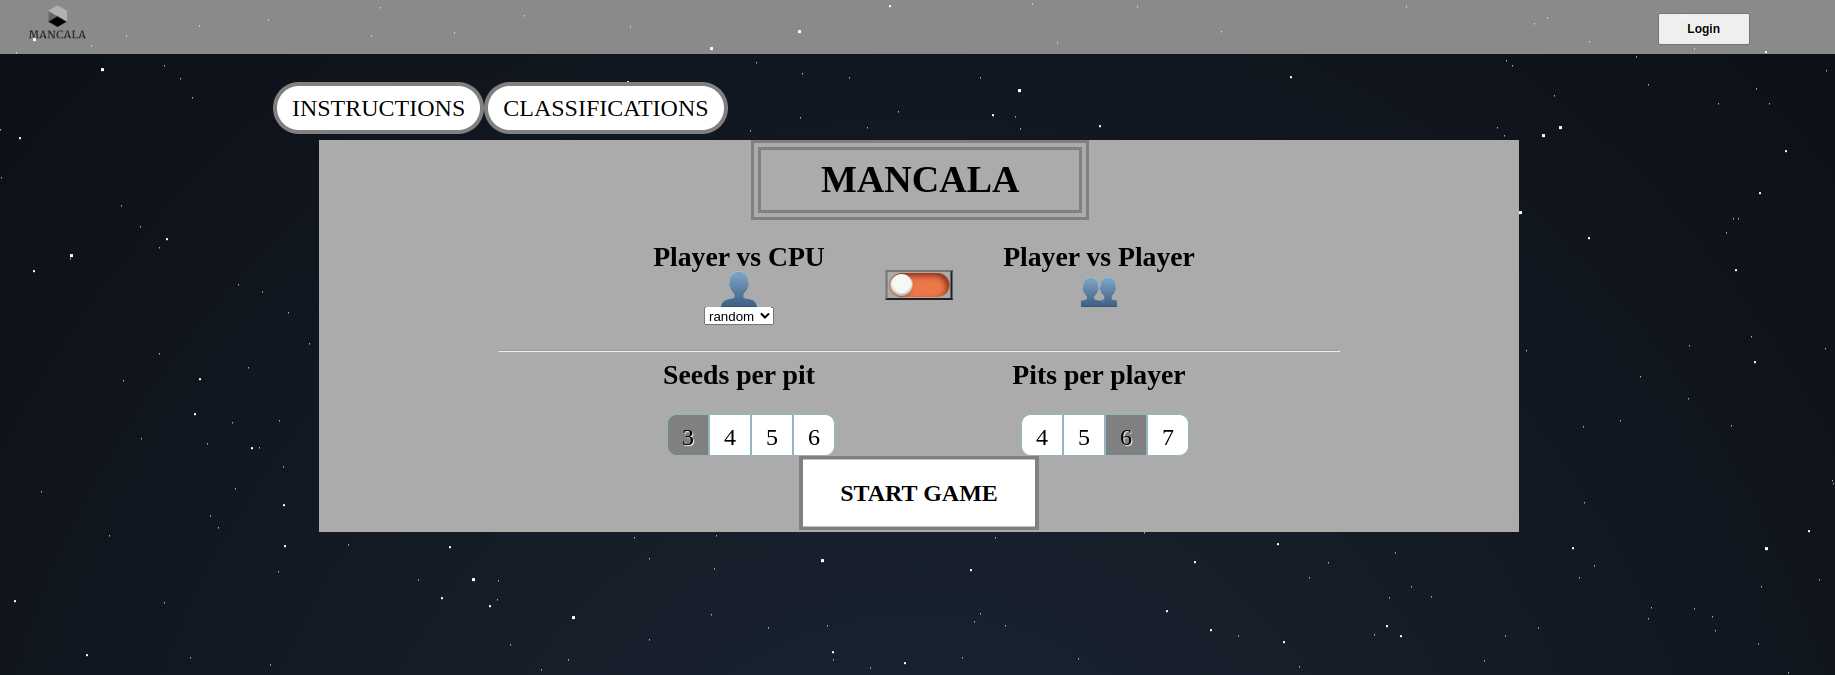 MANCALA
Login
INSTRUCTIONS CLASSIFICATIONS
MANCALA
Player vs CPU
Player vs Player
random
Seeds per pit
Pits per player
3 4 5 6
4 5 6 7
START GAME